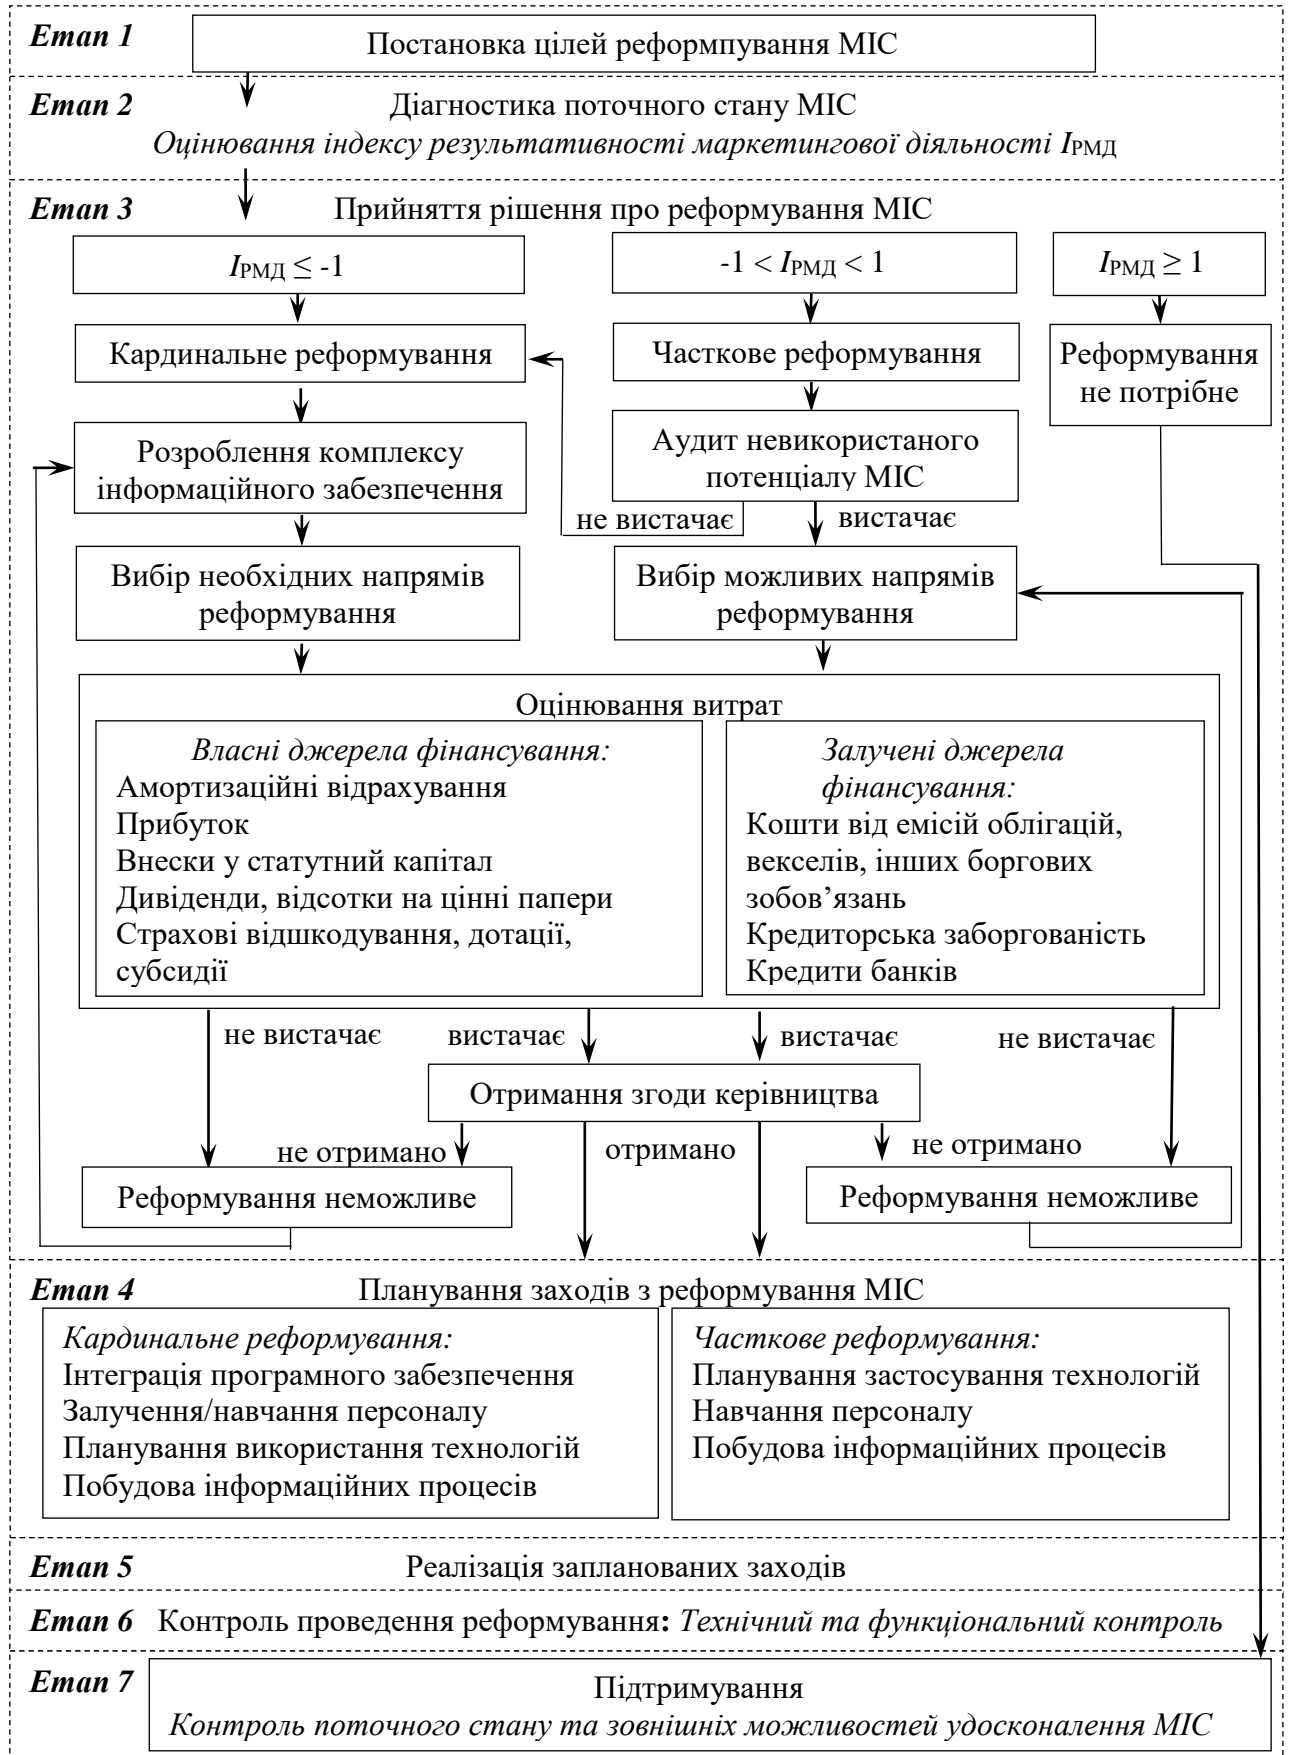 Етап 1
Постановка цілей реформпування МІС
Етап 2
Діагностика поточного стану МІС
Оцінювання індексу результативності маркетингової діяльності IРМД
Етап 3
Прийняття рішення про реформування МІС
IРМД ≤ -1
-1 < IРМД < 1
IРМД ≥ 1
Кардинальне реформування
Часткове реформування
Реформування
не потрібне
Розроблення комплексу
інформаційного забезпечення
Аудит невикористаного
потенціалу МІС
не вистачає
вистачає
Вибір необхідних напрямів
реформування
Вибір можливих напрямів
реформування
Оцінювання витрат
Власні джерела фінансування:
Амортизаційні відрахування
Прибуток
Внески у статутний капітал
Дивіденди, відсотки на цінні папери
Страхові відшкодування, дотації,
субсидії
Залучені джерела
фінансування:
Кошти від емісій облігацій,
векселів, інших боргових
зобов’язань
Кредиторська заборгованість
Кредити банків
не вистачає
вистачає
вистачає
не вистачає
Отримання згоди керівництва
не отримано
отримано
не отримано
Реформування неможливе
Реформування неможливе
Етап 4
Планування заходів з реформування МІС
Кардинальне реформування:
Інтеграція програмного забезпечення
Залучення/навчання персоналу
Планування використання технологій
Побудова інформаційних процесів
Часткове реформування:
Планування застосування технологій
Навчання персоналу
Побудова інформаційних процесів
Етап 5
Реалізація запланованих заходів
Етап 6
Контроль проведення реформування: Технічний та функціональний контроль
Етап 7
Підтримування
Контроль поточного стану та зовнішніх можливостей удосконалення МІС